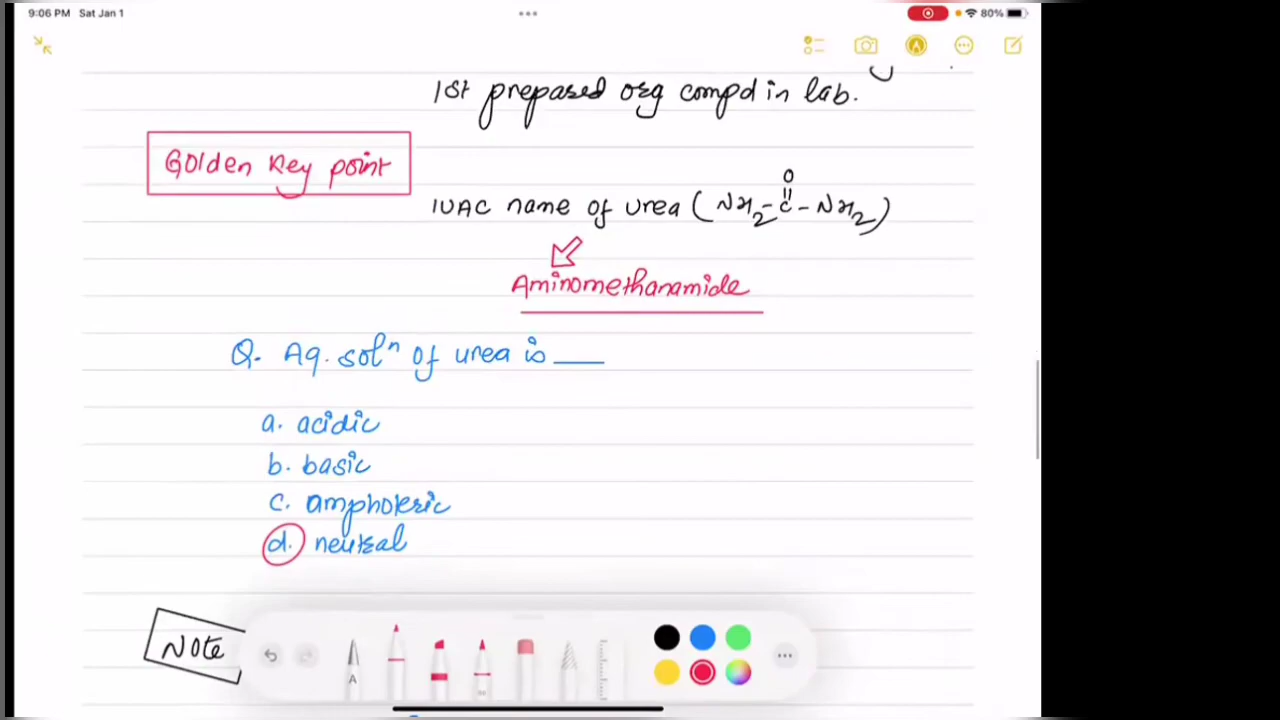 9:06 PM Sat Jan 1
80%
1st prepared org compd in lab.
Golden Key point
O
IUAC name of urea (NH2-C-NH2)
Aminomethanamide
Q. Aq. solⁿ of urea is ____
a. acidic
b. basic
c. amphoteric
d. neutral
Note
A